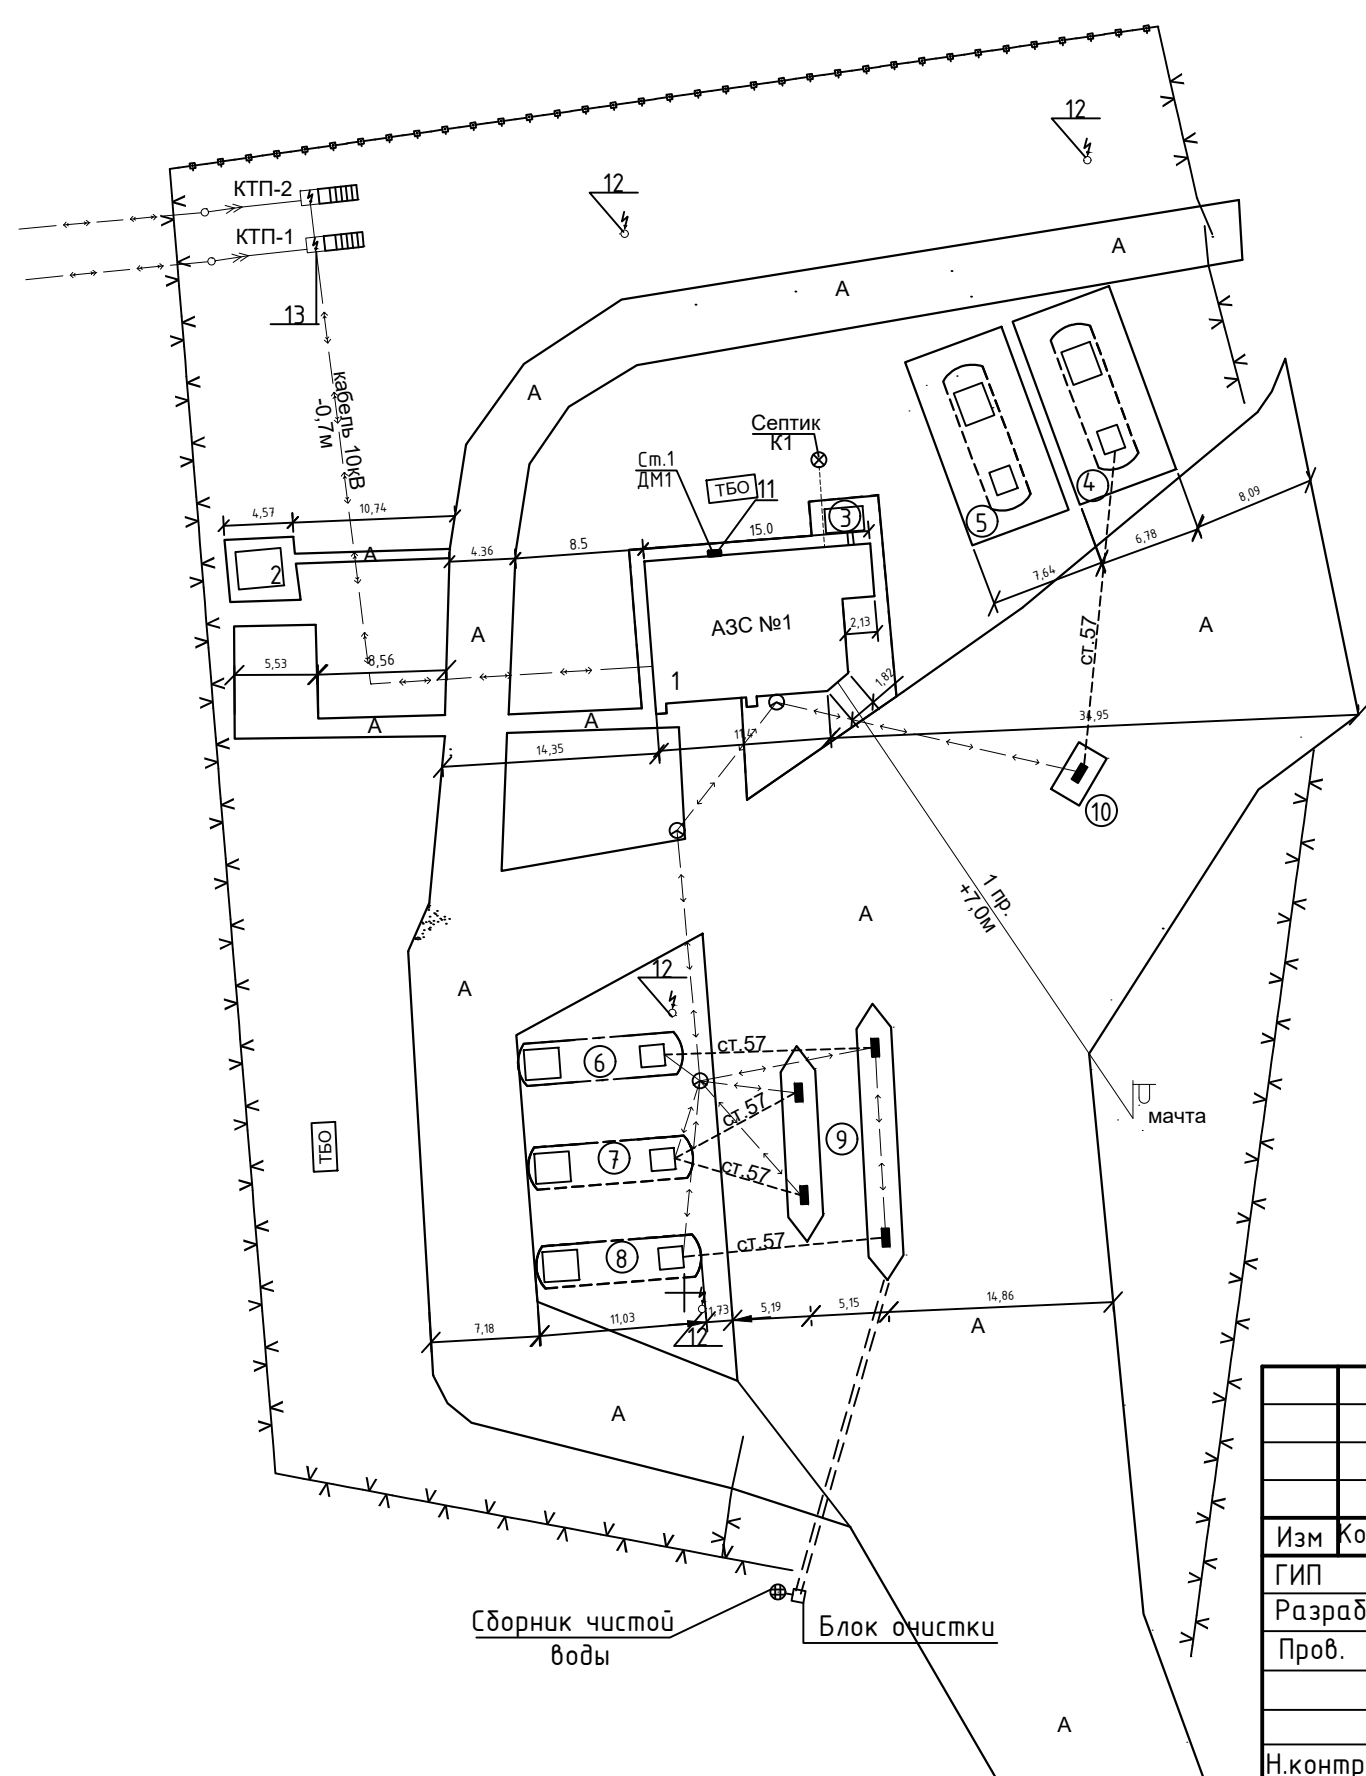 12
12
КТП-2
КТП-1
А
А
13
А
кабель 10кВ
-0,7м
Септик
К1
Ст.1
ДМ1
ТБО
11
3
5
4
8,09
4,57
10,74
15.0
6,78
А
4.36
8.5
7,64
2
АЗС №1
2,13
ст.57
А
А
5,53
8,56
1
1,82
А
А
34,95
14,35
11,47
10
1 пр.
+7,0м
А
12
А
ст.57
6
ст.57
мачта
9
ТБО
7
ст.57
8
ст.57
7,18
11,03
1,73
5,19
5,15
14,86
12
А
А
Изм
Ко
ГИП
Разраб
Пров.
Сборник чистой
воды
Блок очистки
А
Н.контр